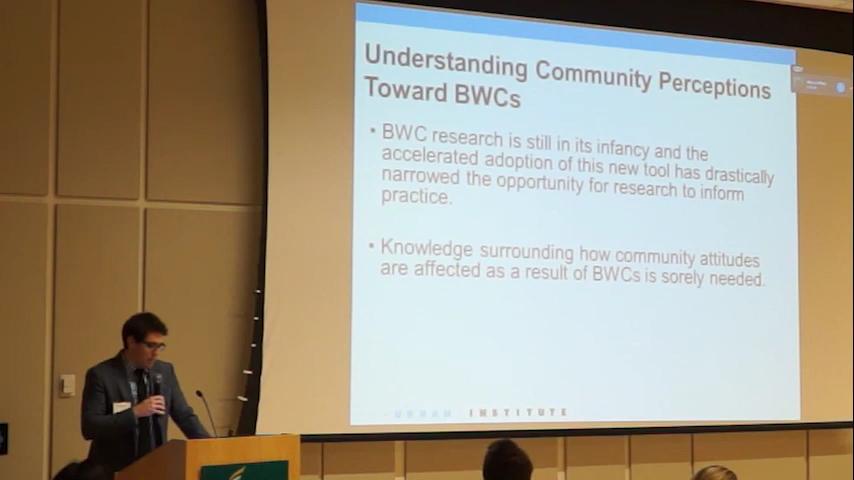 Understanding Community Perceptions
Toward BWCs
• BWC research is still in its infancy and the
accelerated adoption of this new tool has drastically
narrowed the opportunity for research to inform
practice.
• Knowledge surrounding how community attitudes
are affected as a result of BWCs is sorely needed.
URBAN INSTITUTE